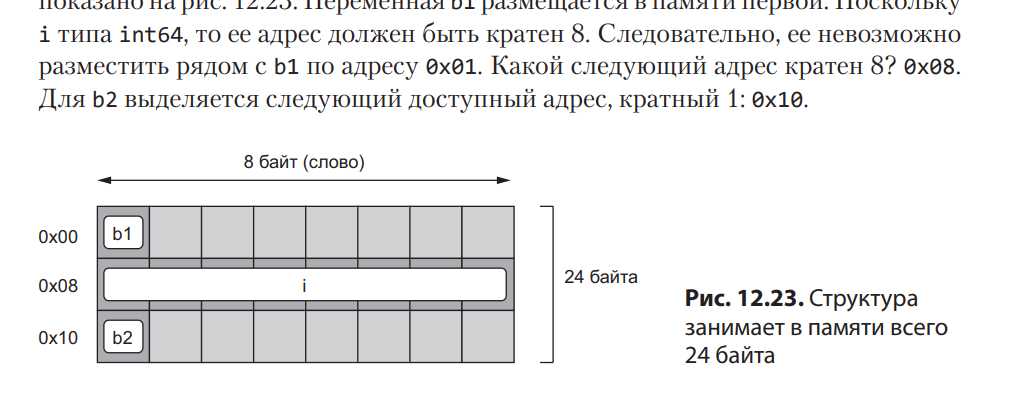 показано на рис. 12.23. Переменная b1 размещается в памяти первой. Поскольку
i типа int64, то ее адрес должен быть кратен 8. Следовательно, ее невозможно
разместить рядом с b1 по адресу 0x01. Какой следующий адрес кратен 8? 0x08.
Для b2 выделяется следующий доступный адрес, кратный 1: 0x10.
8 байт (слово)
0x00 b1
0x08 i
0x10 b2
24 байта
Рис. 12.23. Структура
занимает в памяти всего
24 байта